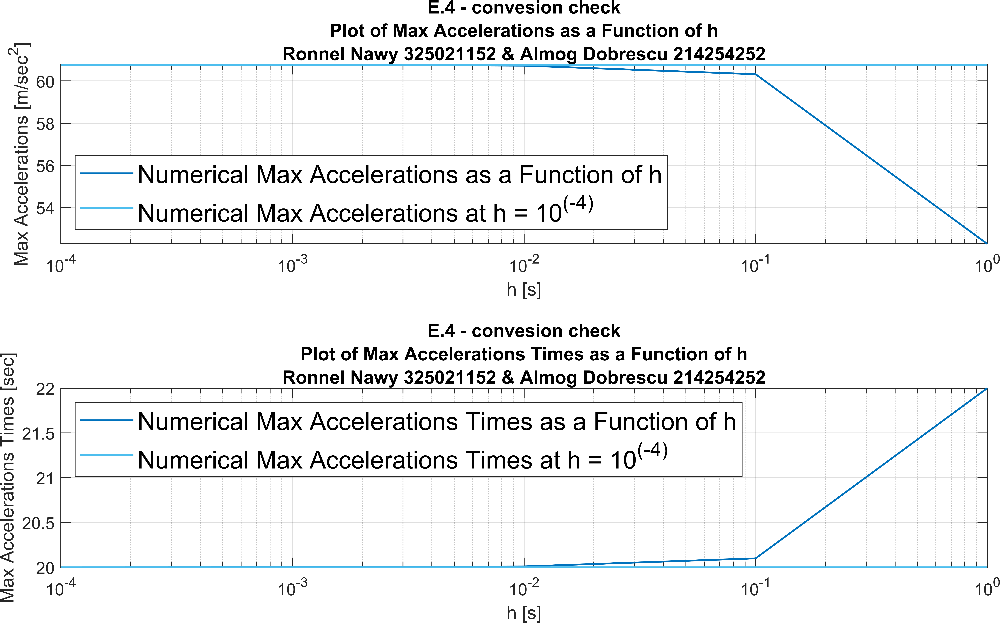 E.4 - convesion check
Plot of Max Accelerations as a Function of h
Ronnel Nawy 325021152 & Almog Dobrescu 214254252
Max Accelerations [m/sec²]
60
58
56
54
Numerical Max Accelerations as a Function of h
Numerical Max Accelerations at h = 10^(-4)
10^-4 10^-3 10^-2 10^-1 10^0
h [s]
E.4 - convesion check
Plot of Max Accelerations Times as a Function of h
Ronnel Nawy 325021152 & Almog Dobrescu 214254252
Max Accelerations Times [sec]
22
21.5
21
20.5
20
Numerical Max Accelerations Times as a Function of h
Numerical Max Accelerations Times at h = 10^(-4)
10^-4 10^-3 10^-2 10^-1 10^0
h [s]